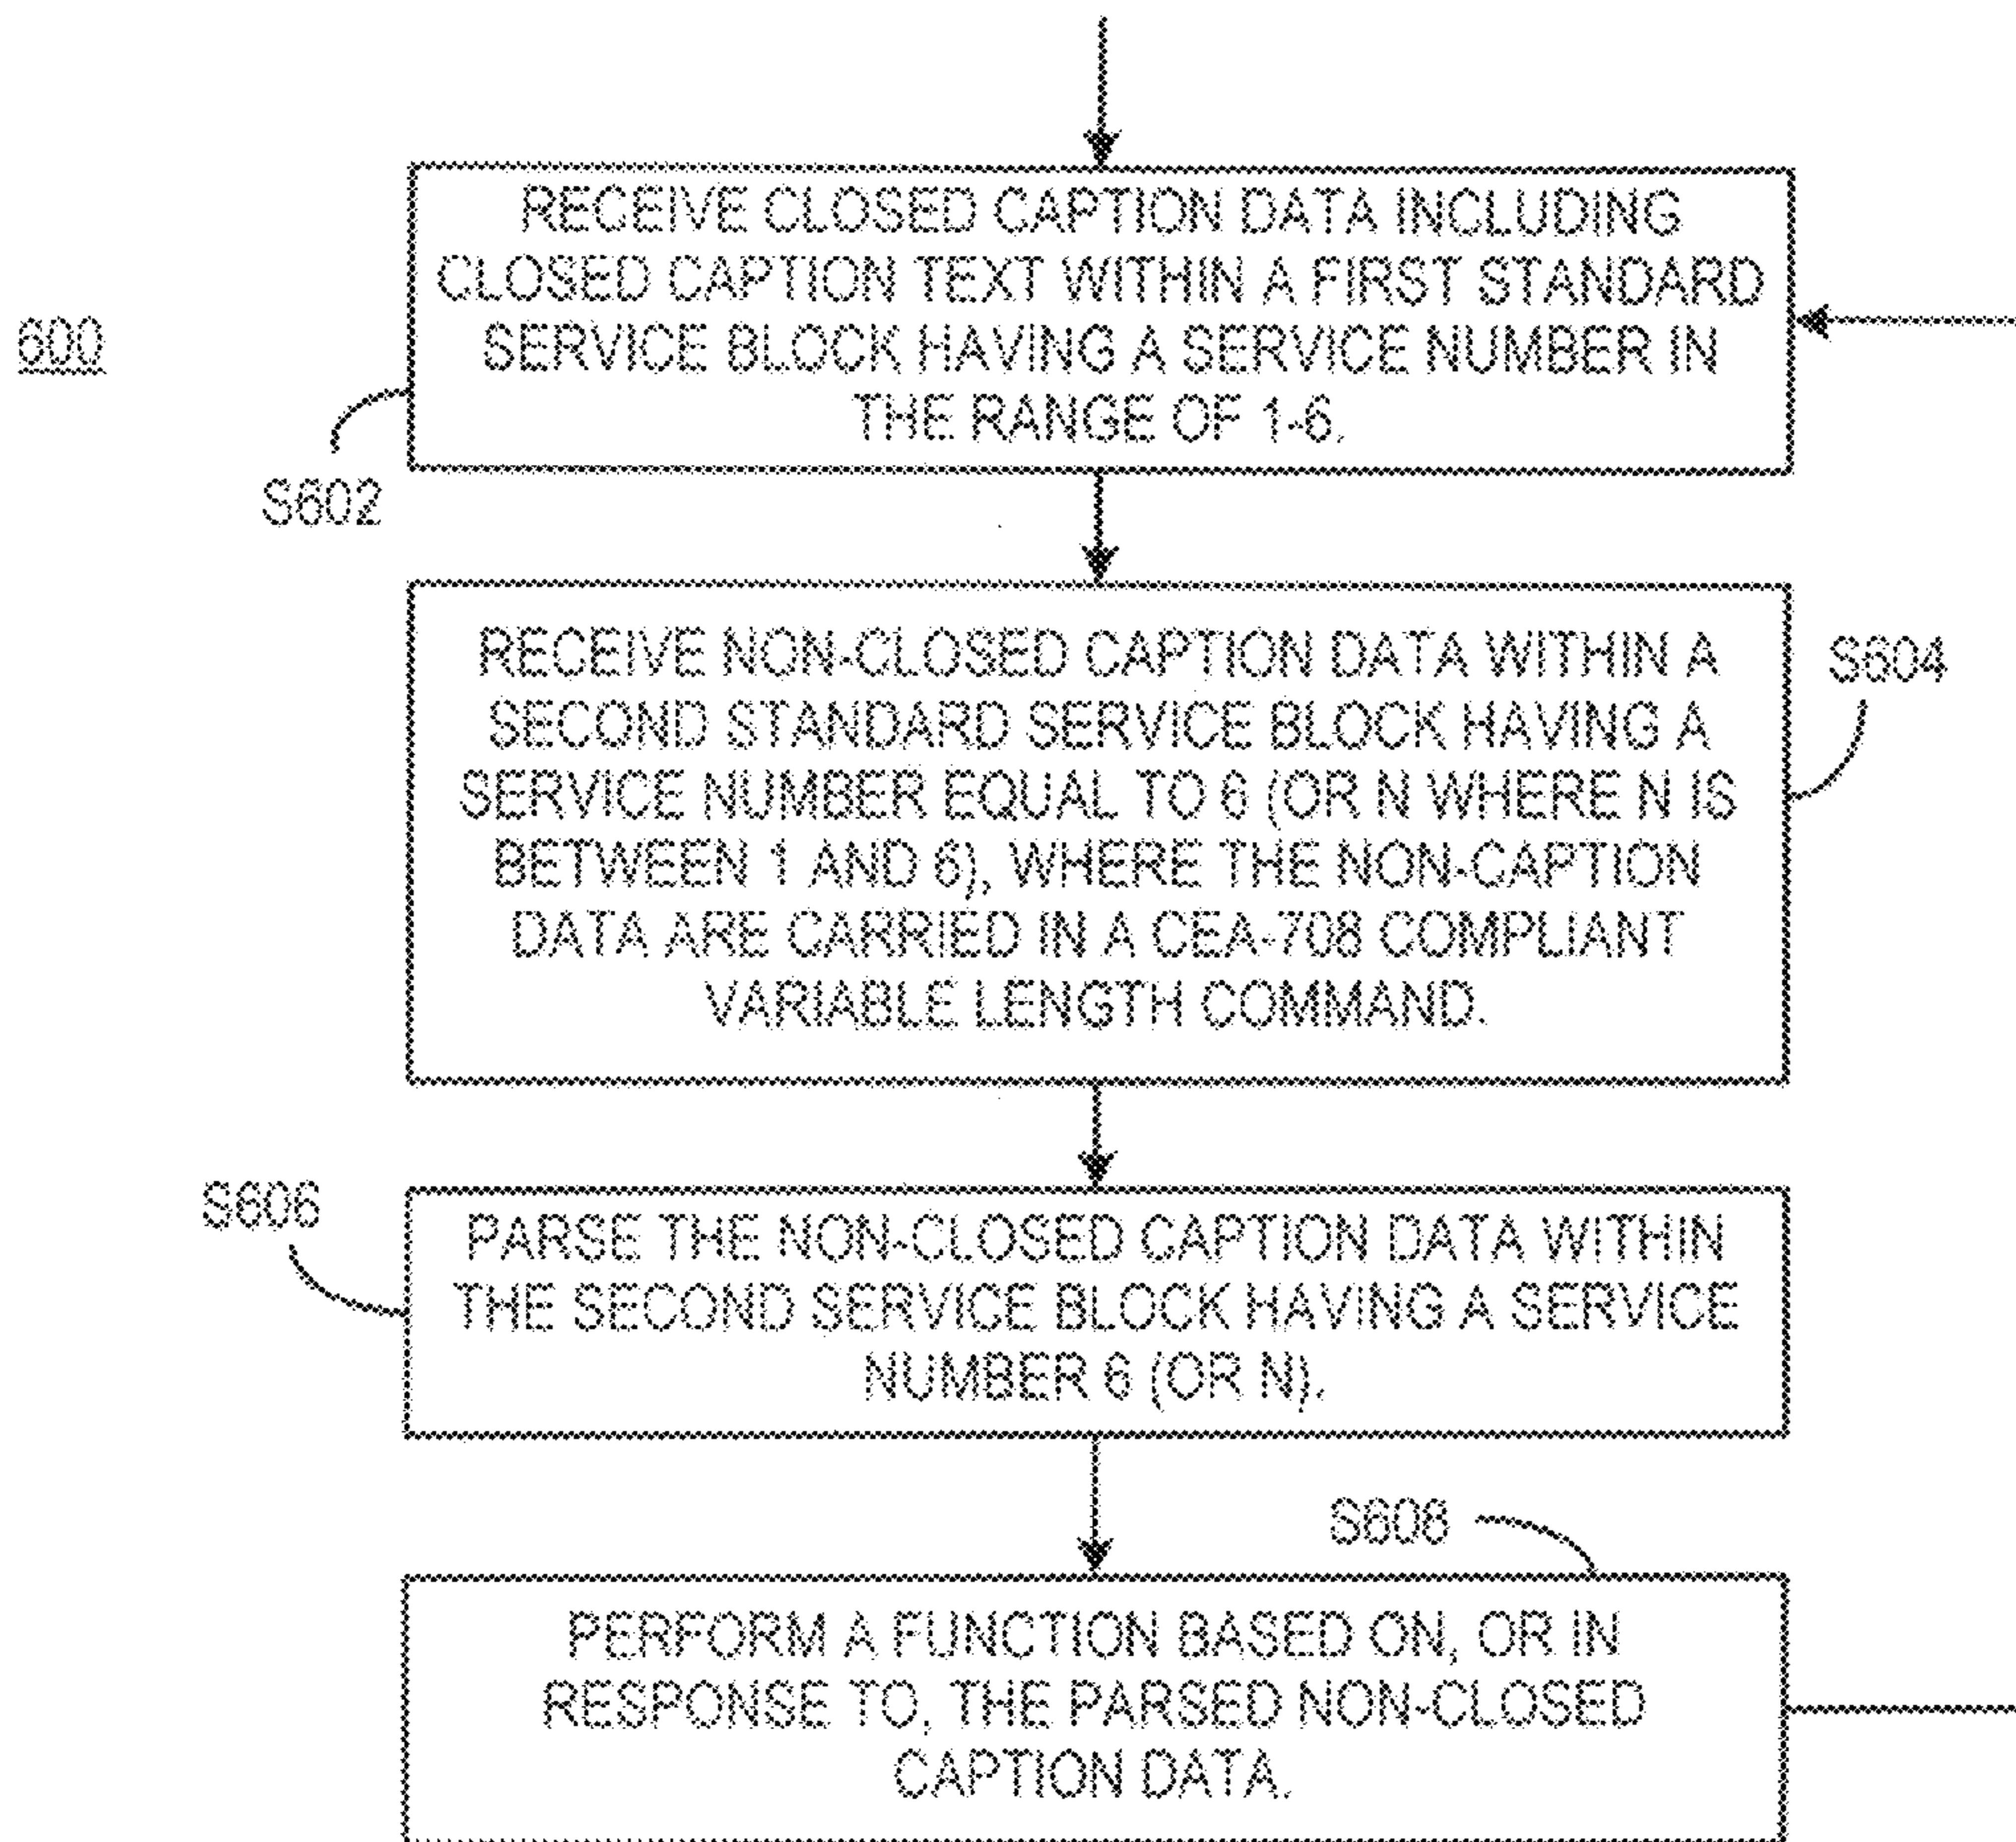 600
RECEIVE CLOSED CAPTION DATA INCLUDING
CLOSED CAPTION TEXT WITHIN A FIRST STANDARD
SERVICE BLOCK HAVING A SERVICE NUMBER IN
THE RANGE OF 1-6.
S602
RECEIVE NON-CLOSED CAPTION DATA WITHIN A
SECOND STANDARD SERVICE BLOCK HAVING A
SERVICE NUMBER EQUAL TO 6 (OR N WHERE N IS
BETWEEN 1 AND 6), WHERE THE NON-CAPTION
DATA ARE CARRIED IN A CEA-708 COMPLIANT
VARIABLE LENGTH COMMAND.
S604
S606
PARSE THE NON-CLOSED CAPTION DATA WITHIN
THE SECOND SERVICE BLOCK HAVING A SERVICE
NUMBER 6 (OR N).
S608
PERFORM A FUNCTION BASED ON, OR IN
RESPONSE TO, THE PARSED NON-CLOSED
CAPTION DATA.